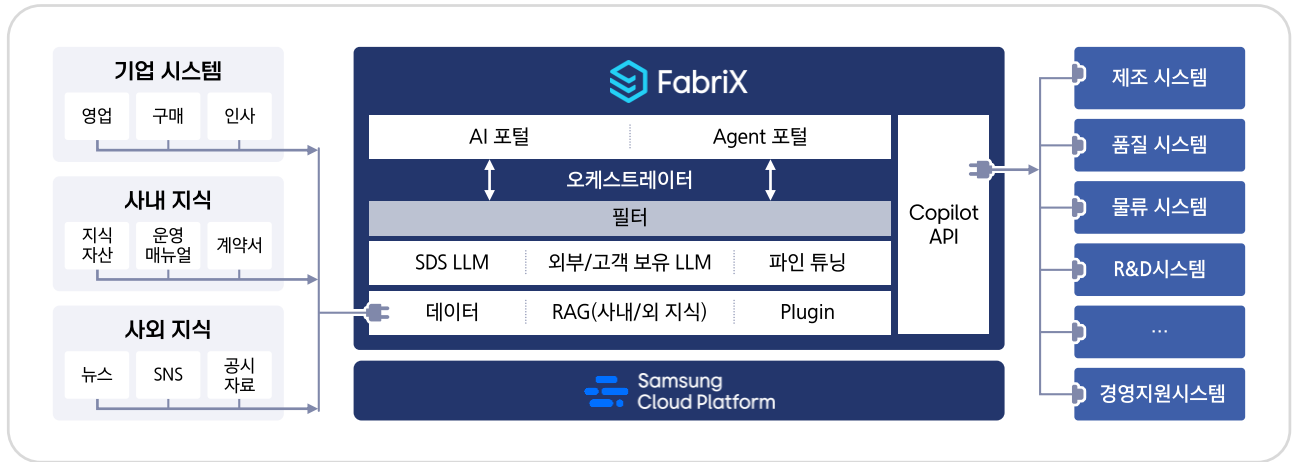 기업 시스템
영업
구매
인사
사내 지식
지식
자산
운영
매뉴얼
계약서
사외 지식
뉴스
SNS
공시
자료
FabriX
AI 포털
Agent 포털
오케스트레이터
필터
SDS LLM
외부/고객 보유 LLM
파인 튜닝
데이터
RAG(사내/외 지식)
Plugin
Copilot
API
Samsung
Cloud Platform
제조 시스템
품질 시스템
물류 시스템
R&D시스템
...
경영지원시스템